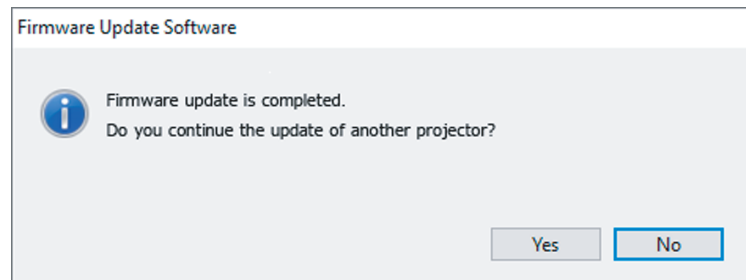 Firmware Update Software
Firmware update is completed.
Do you continue the update of another projector?
Yes
No